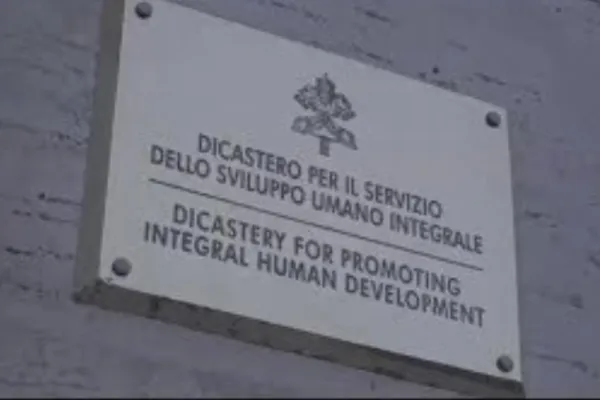 DICASTERO PER IL SERVIZIO
DELLO SVILUPPO UMANO INTEGRALE
DICASTERY FOR PROMOTING
INTEGRAL HUMAN DEVELOPMENT